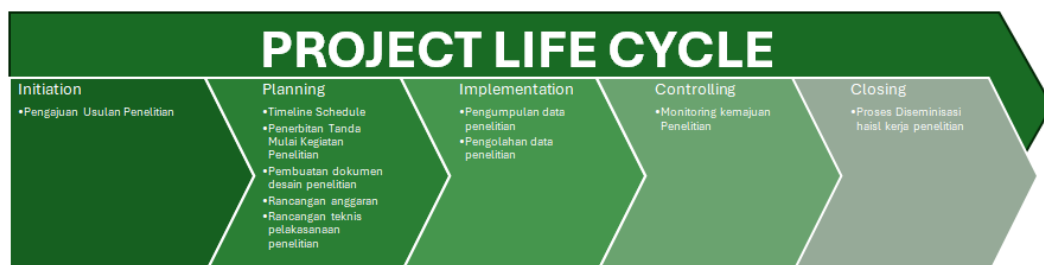 PROJECT LIFE CYCLE
Initiation
•Pengajuan Usulan Penelitian
Planning
•Timeline Schedule
•Penerbitan Tanda
Mulai Kegiatan
Penelitian
•Pembuatan dokumen
desain penelitian
•Rancangan anggaran
•Rancangan teknis
pelakasanaan
penelitian
Implementation
•Pengumpulan data
penelitian
•Pengolahan data
penelitian
Controlling
•Monitoring kemajuan
Penelitian
Closing
•Proses Diseminisasi
haisl kerja penelitian